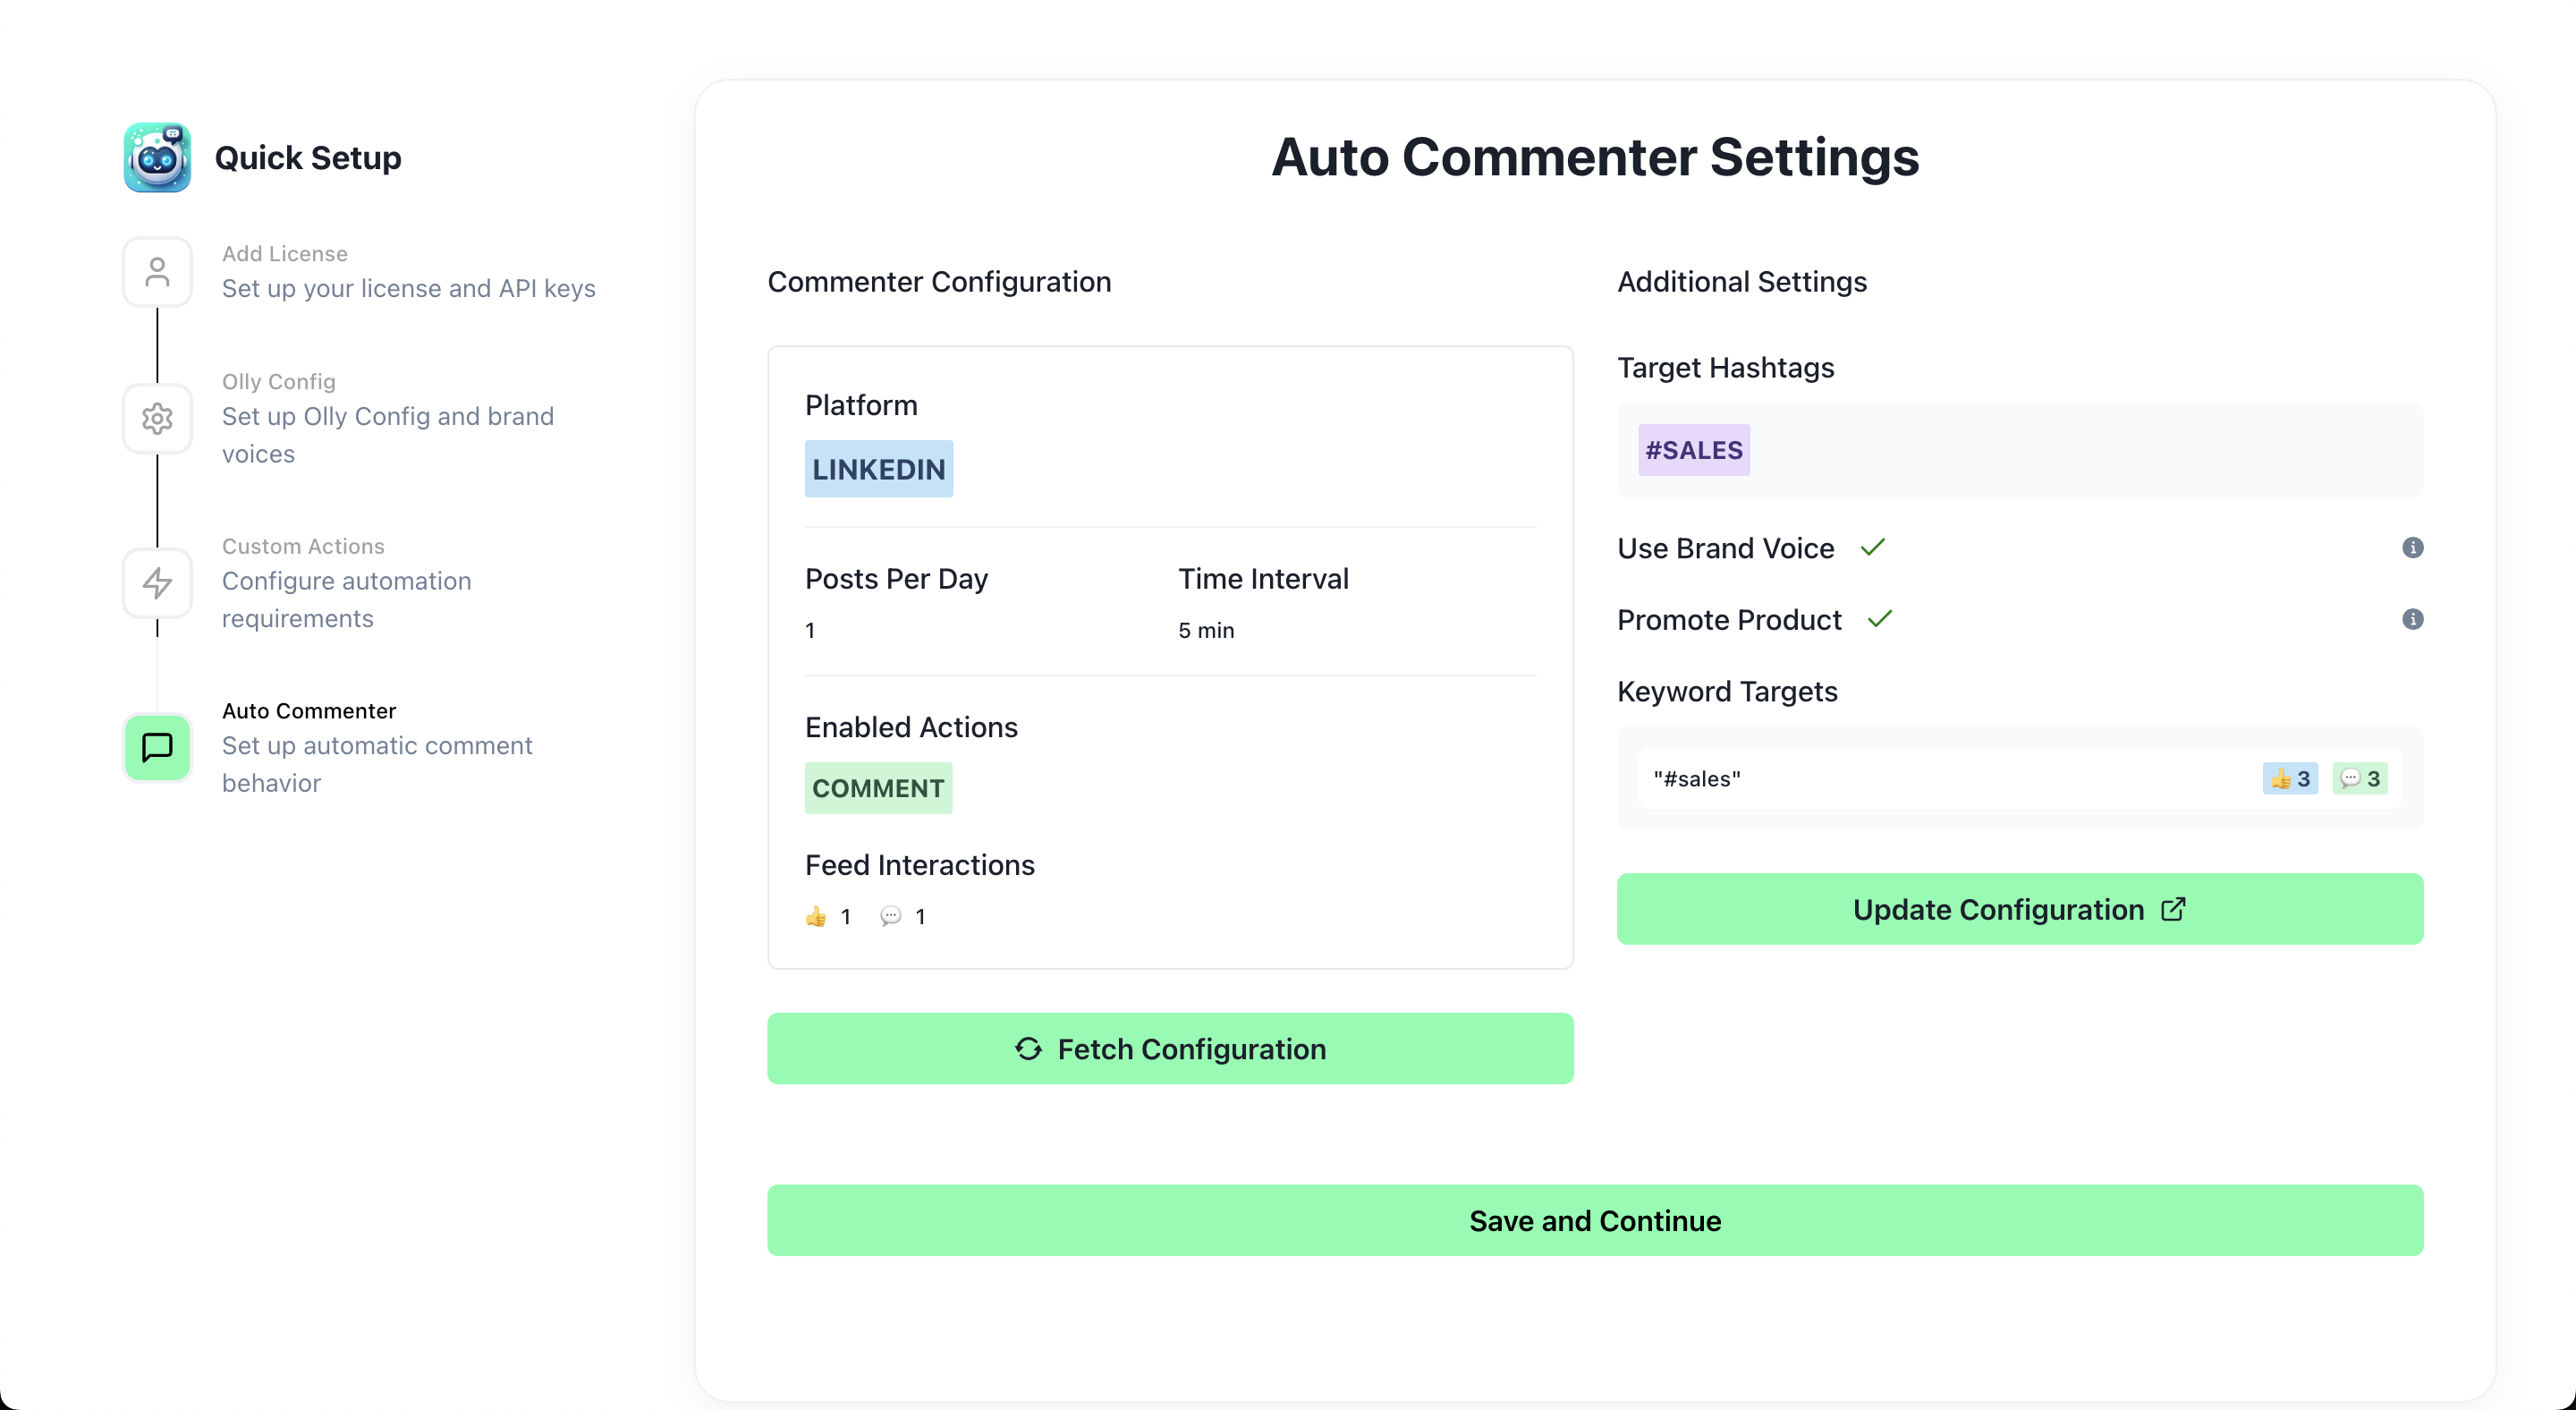 Quick Setup
Add License
Set up your license and API keys
Olly Config
Set up Olly Config and brand
voices
Custom Actions
Configure automation
requirements
Auto Commenter
Set up automatic comment
behavior
Auto Commenter Settings
Commenter Configuration
Platform
LINKEDIN
Posts Per Day
Time Interval
1
5 min
Enabled Actions
COMMENT
Feed Interactions
👍 1 💬 1
Fetch Configuration
Additional Settings
Target Hashtags
#SALES
Use Brand Voice
Promote Product
Keyword Targets
"#sales" 👍 3 💬 3
Update Configuration
Save and Continue